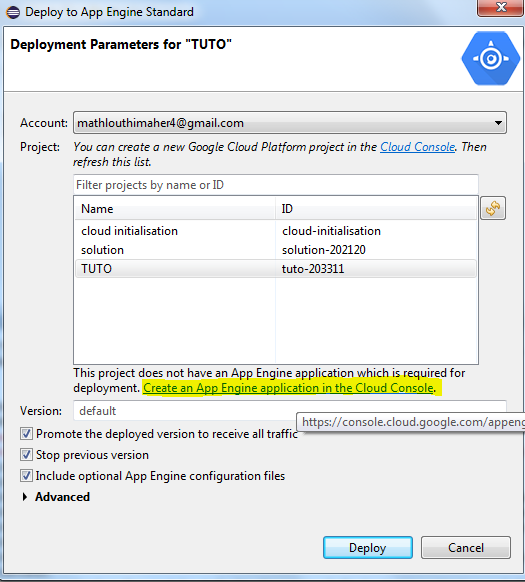 Deploy to App Engine Standard
Deployment Parameters for "TUTO"
Account: mathlouthimaher4@gmail.com
Project: You can create a new Google Cloud Platform project in the Cloud Console. Then
refresh this list.
Filter projects by name or ID
Name ID
cloud initialisation cloud-initialisation
solution solution-202120
TUTO tuto-203311
This project does not have an App Engine application which is required for
deployment. Create an App Engine application in the Cloud Console.
Version: default
https://console.cloud.google.com/appeng
Promote the deployed version to receive all traffic
Stop previous version
Include optional App Engine configuration files
Advanced
Deploy Cancel